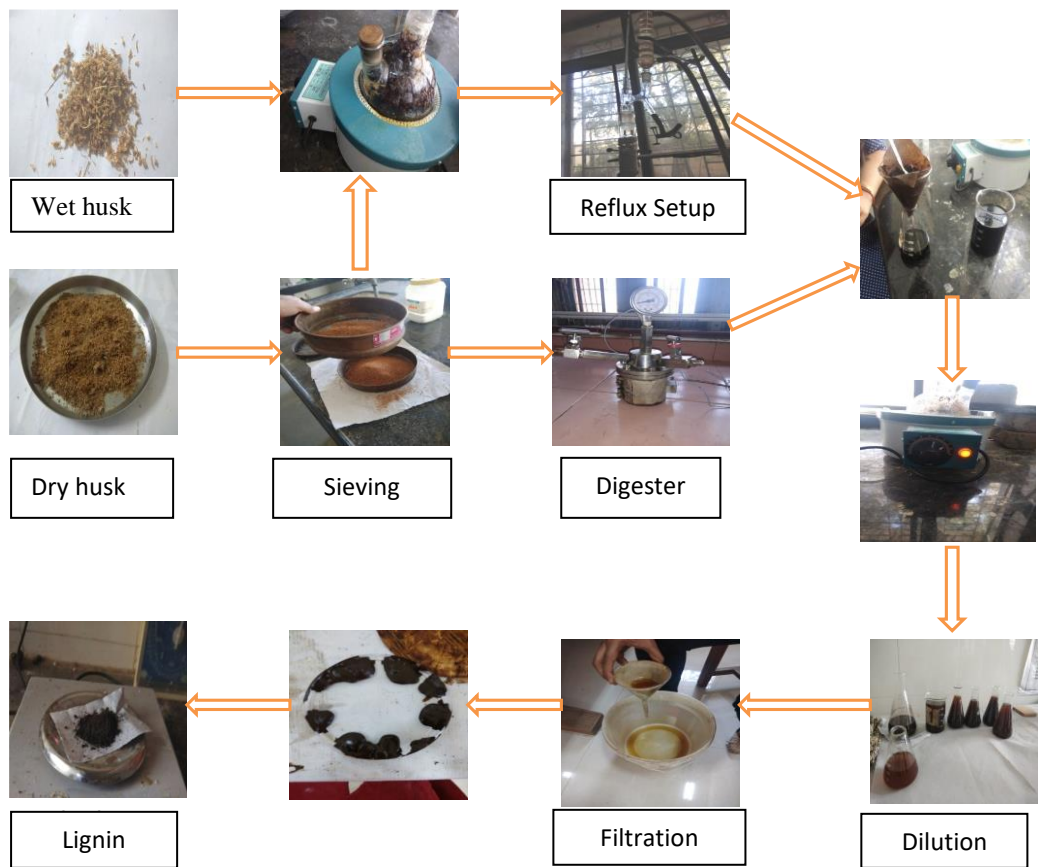 Wet husk
Reflux Setup
Dry husk
Sieving
Digester
Lignin
Filtration
Dilution